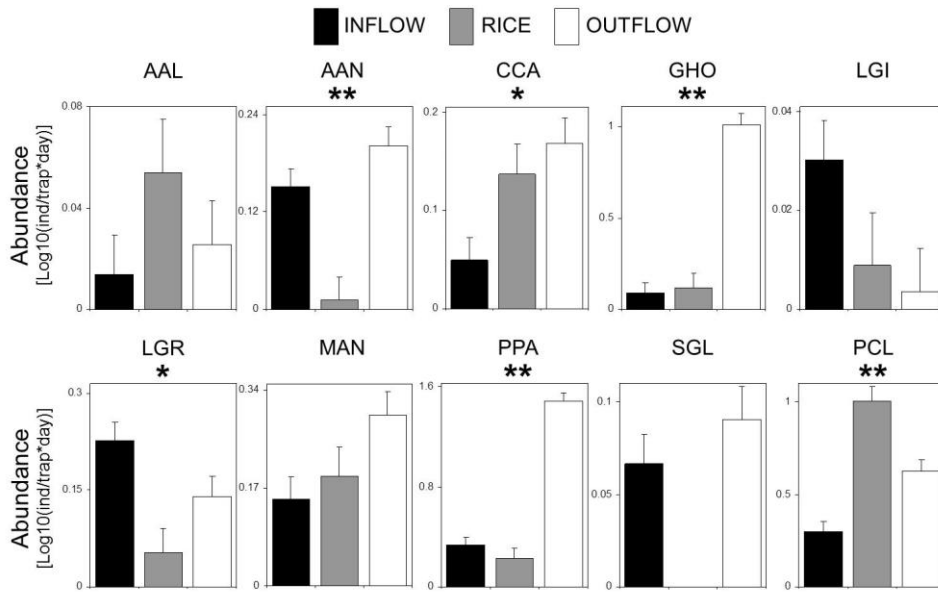 INFLOW RICE OUTFLOW
AAL AAN CCA GHO LGI
** * **
Abundance
[Log10(ind/trap*day)]
0.08 0.24 0.2 1 0.04
0.04 0.12 0.1 0.5 0.02
0 0 0 0 0
LGR MAN PPA SGL PCL
* ** **
Abundance
[Log10(ind/trap*day)]
0.3 0.34 1.6 0.1 1
0.15 0.17 0.8 0.05 0.5
0 0 0 0 0